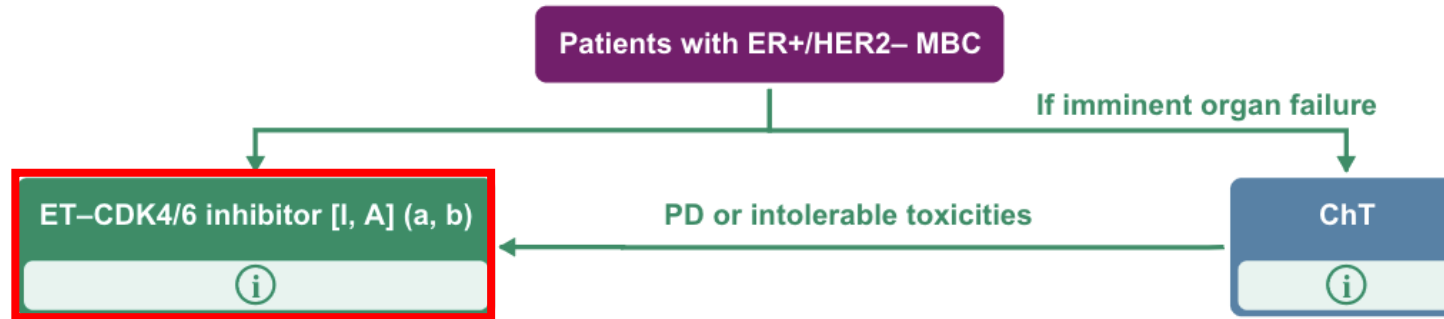 Patients with ER+/HER2– MBC
If imminent organ failure
ET–CDK4/6 inhibitor [I, A] (a, b)
PD or intolerable toxicities
ChT
i
i